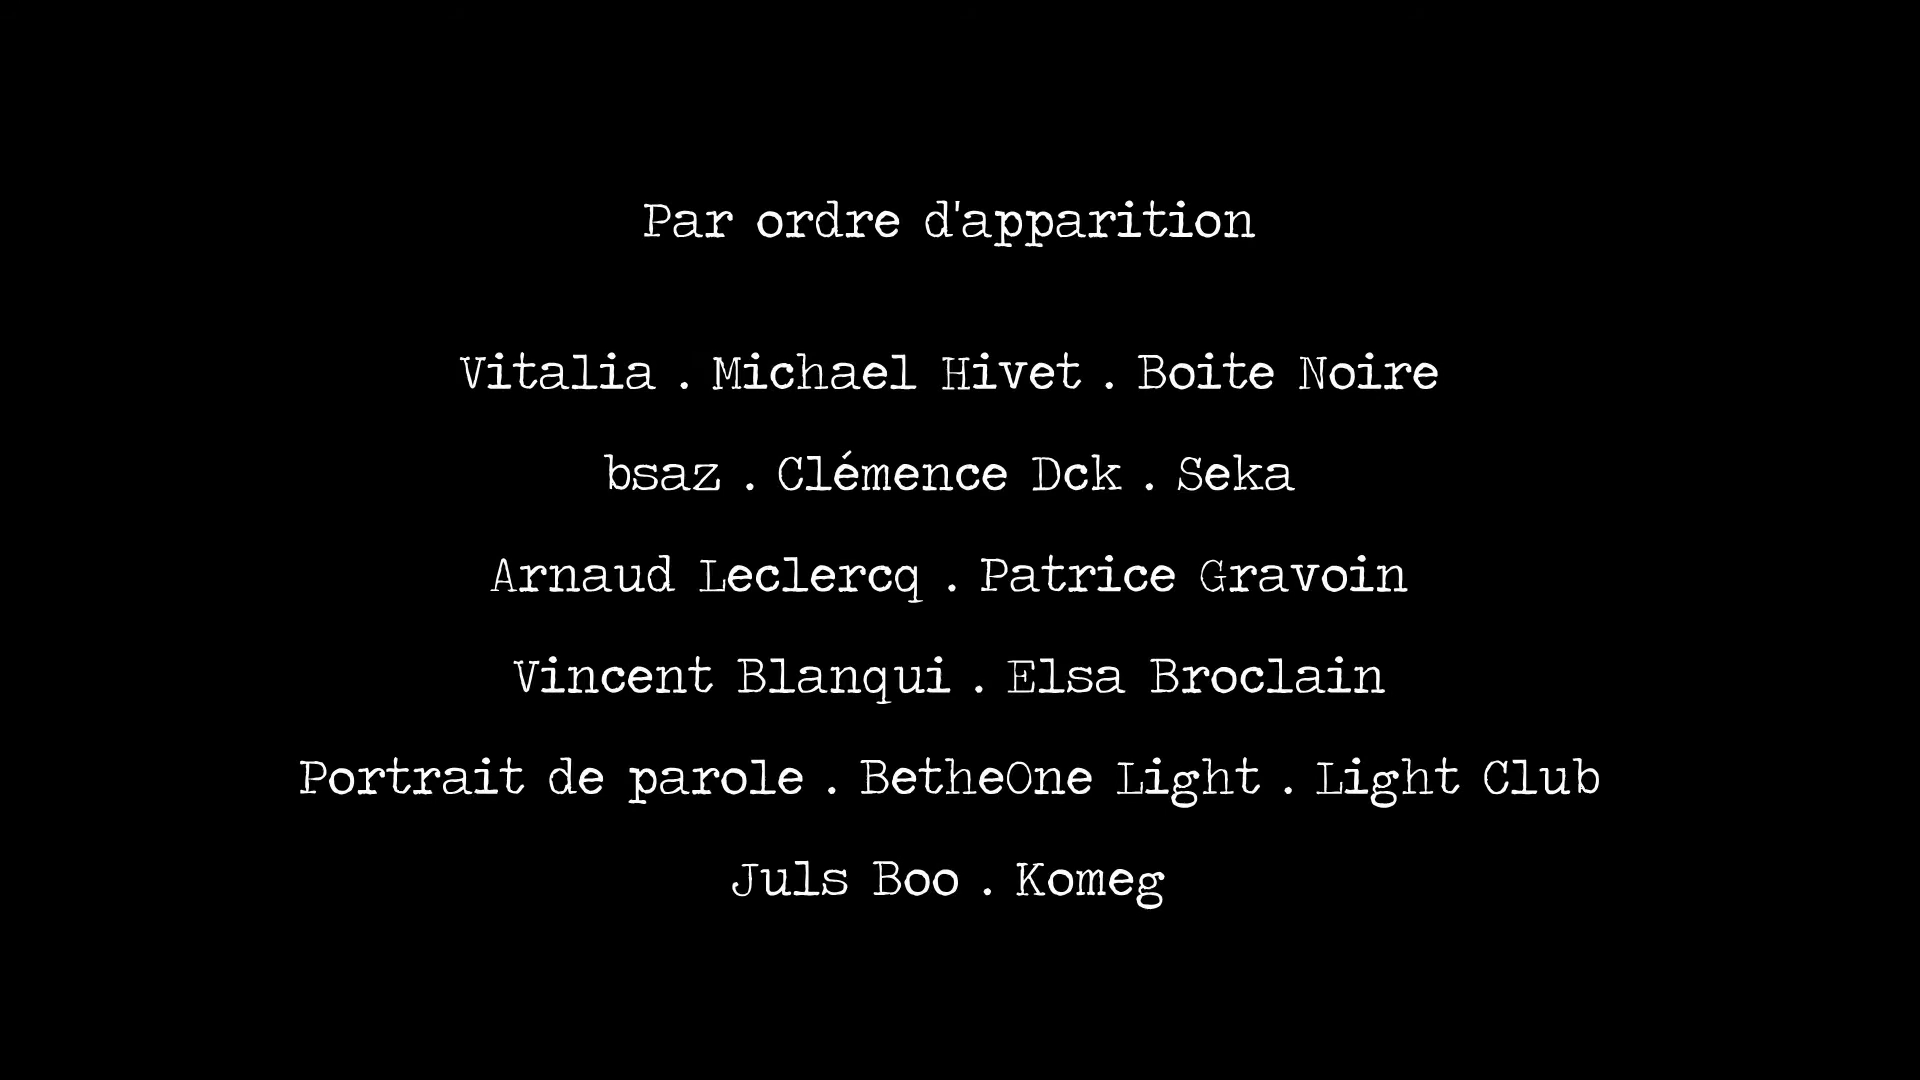 Par ordre d'apparition
Vitalia . Michael Hivet . Boite Noire
bsaz . Clémence Dck . Seka
Arnaud Leclercq . Patrice Gravoin
Vincent Blanqui . Elsa Broclain
Portrait de parole . BetheOne Light . Light Club
Juls Boo . Komeg